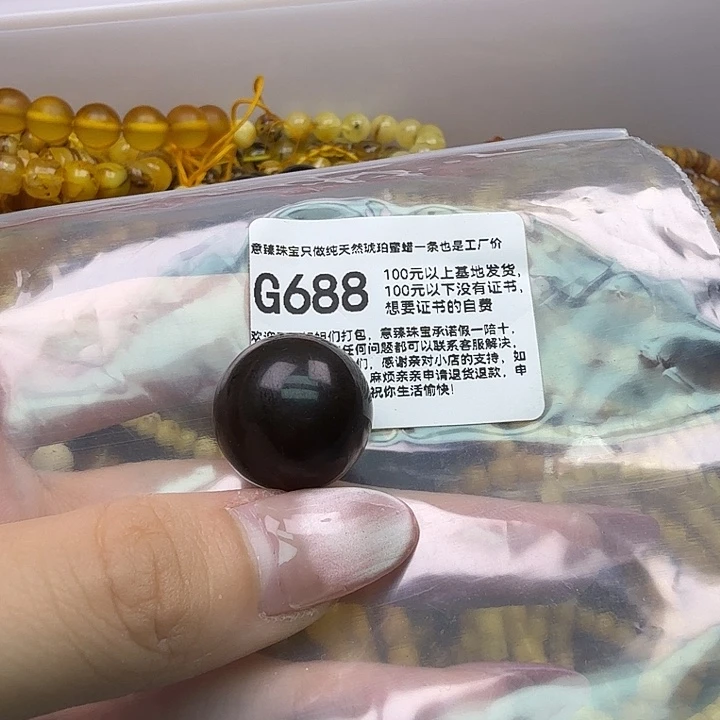 意臻珠宝只做纯天然琥珀蜜蜡一条也是工厂价
G688
100元以上基地发货,
100元以下没有证书,
想要证书的自费
欢迎 们打包, 意臻珠宝承诺假一赔十,
任何问题都可以联系客服解决,
们, 感谢亲对小店的支持, 如
麻烦亲亲申请退货退款, 申
祝你生活愉快!